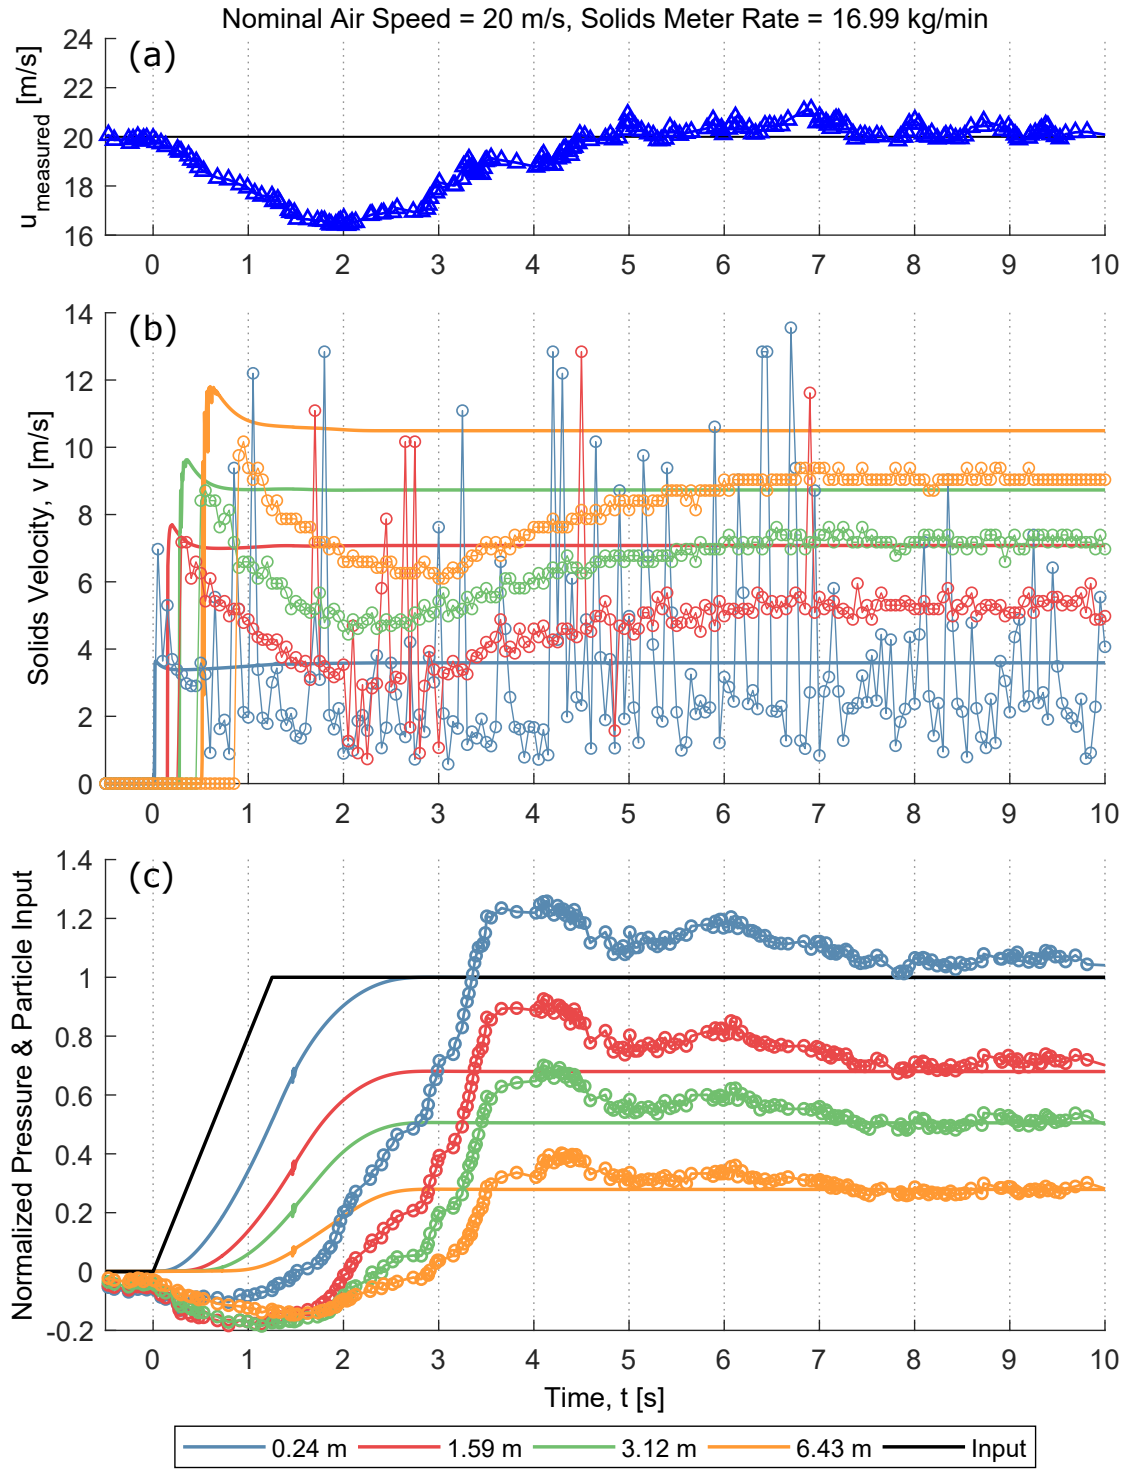 Nominal Air Speed = 20 m/s, Solids Meter Rate = 16.99 kg/min
(a)
u_measured [m/s]
24
22
20
18
16
0 1 2 3 4 5 6 7 8 9 10
(b)
Solids Velocity, v [m/s]
14
12
10
8
6
4
2
0
0 1 2 3 4 5 6 7 8 9 10
(c)
Normalized Pressure & Particle Input
1.4
1.2
1
0.8
0.6
0.4
0.2
0
-0.2
0 1 2 3 4 5 6 7 8 9 10
Time, t [s]
0.24 m 1.59 m 3.12 m 6.43 m Input